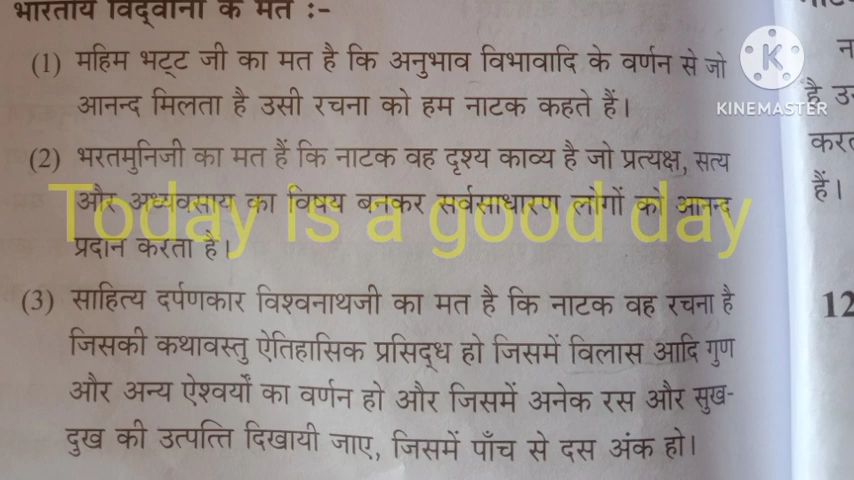 भारतीय विद्वानों के मत :-
(1) महिम भट्ट जी का मत है कि अनुभाव विभावादि के वर्णन से जो
आनन्द मिलता है उसी रचना को हम नाटक कहते हैं।
(2) भरतमुनिजी का मत हैं कि नाटक वह दृश्य काव्य है जो प्रत्यक्ष, सत्य
और अध्यवसाय का विषय बनकर सर्वसाधारण लोगों को आनन्द
प्रदान करता है।
(3) साहित्य दर्पणकार विश्वनाथजी का मत है कि नाटक वह रचना है
जिसकी कथावस्तु ऐतिहासिक प्रसिद्ध हो जिसमें विलास आदि गुण
और अन्य ऐश्वर्यों का वर्णन हो और जिसमें अनेक रस और सुख-
दुख की उत्पत्ति दिखायी जाए, जिसमें पाँच से दस अंक हो।
Today is a good day
KINEMASTER
है
हैं।
12